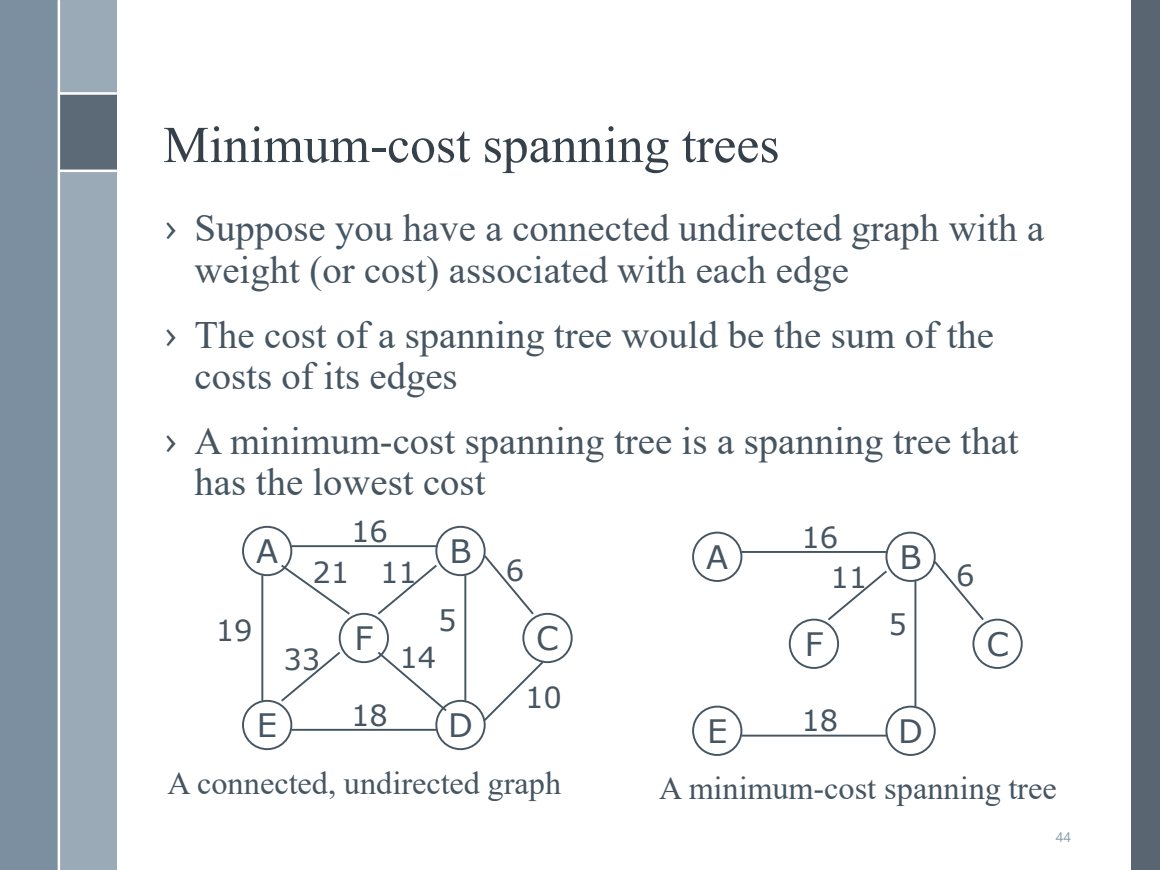 Minimum-cost spanning trees
› Suppose you have a connected undirected graph with a
weight (or cost) associated with each edge
› The cost of a spanning tree would be the sum of the
costs of its edges
› A minimum-cost spanning tree is a spanning tree that
has the lowest cost
A 16 B
21 11 6
19 F 5 C
33 14
10
E 18 D
A connected, undirected graph
A 16 B
11 6
F 5 C
E 18 D
A minimum-cost spanning tree
44